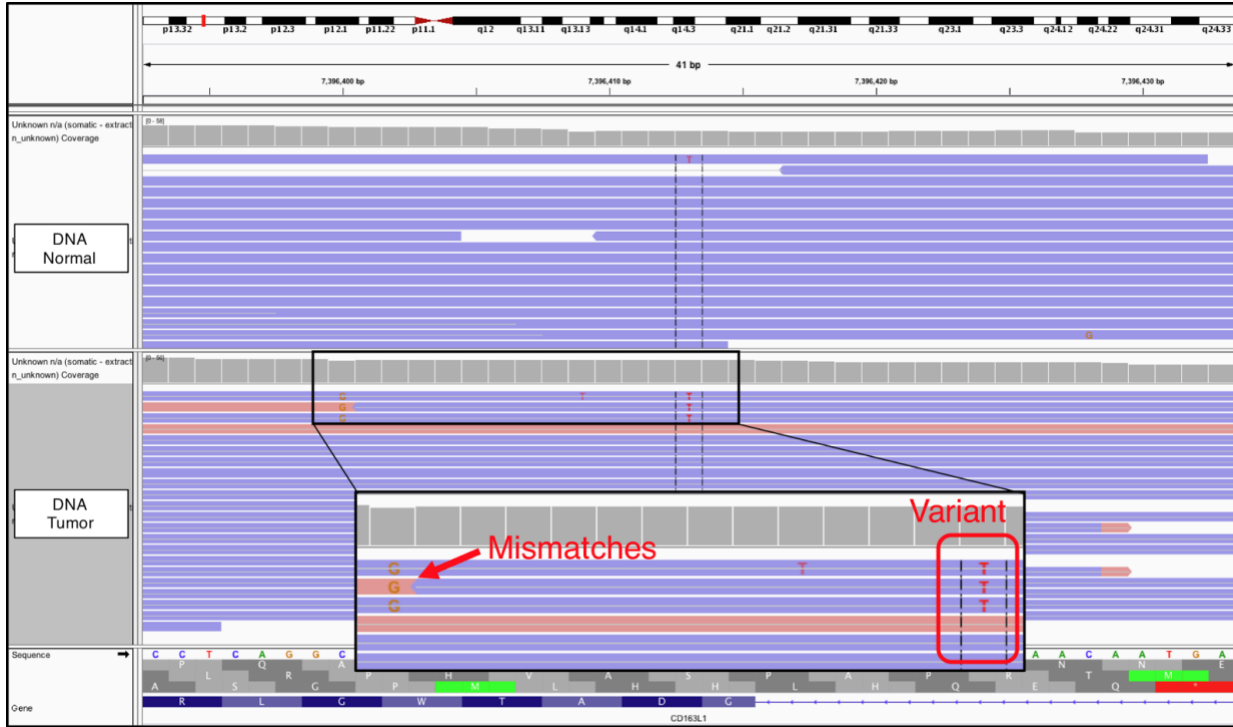 p13.32 p13.2 p12.3 p12.1 p11.22 p11.1 q12 q13.11 q13.13 q14.1 q14.3 q21.1 q21.2 q21.31 q21.33 q23.1 q23.3 q24.12 q24.22 q24.31 q24.33
41 bp
7,396,400 bp 7,396,410 bp 7,396,420 bp 7,396,430 bp
Unknown n/a (somatic - extract
n_unknown) Coverage
[0 - 58]
T
DNA
Normal
G
Unknown n/a (somatic - extract
n_unknown) Coverage
T T
G T
T
DNA
Tumor
Variant
Mismatches
T T
G T
G T
Sequence C C T C A G G C A A C A A T G A
P Q A P H V A S P L A P R N N E
L R P H V A S P A P R T M
A S G P M L H H L H Q E Q *
R L G W T A D G
Gene
CD163L1